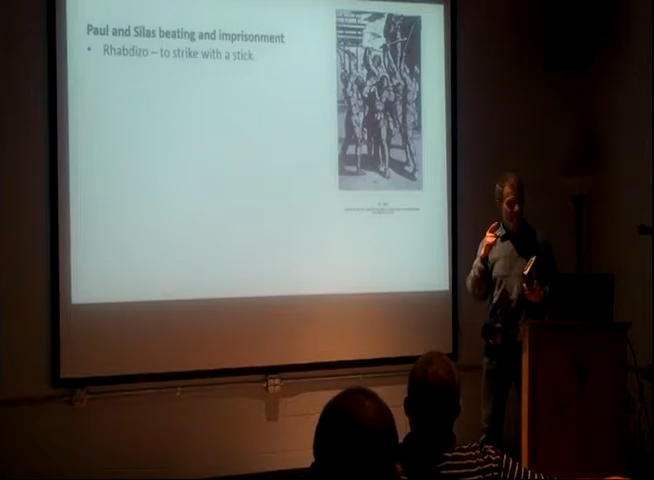 Paul and Silas beating and imprisonment
• Rhabdizo – to strike with a stick.